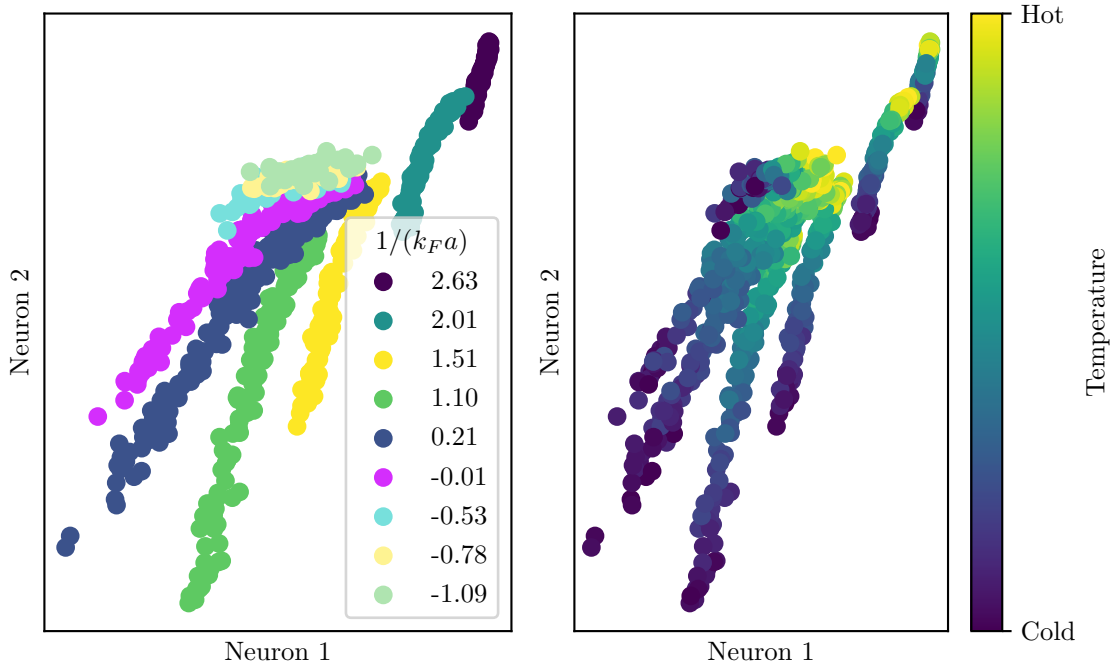 Neuron 2
1/(k_F a)
2.63
2.01
1.51
1.10
0.21
-0.01
-0.53
-0.78
-1.09
Neuron 1
Neuron 2
Neuron 1
Hot
Temperature
Cold